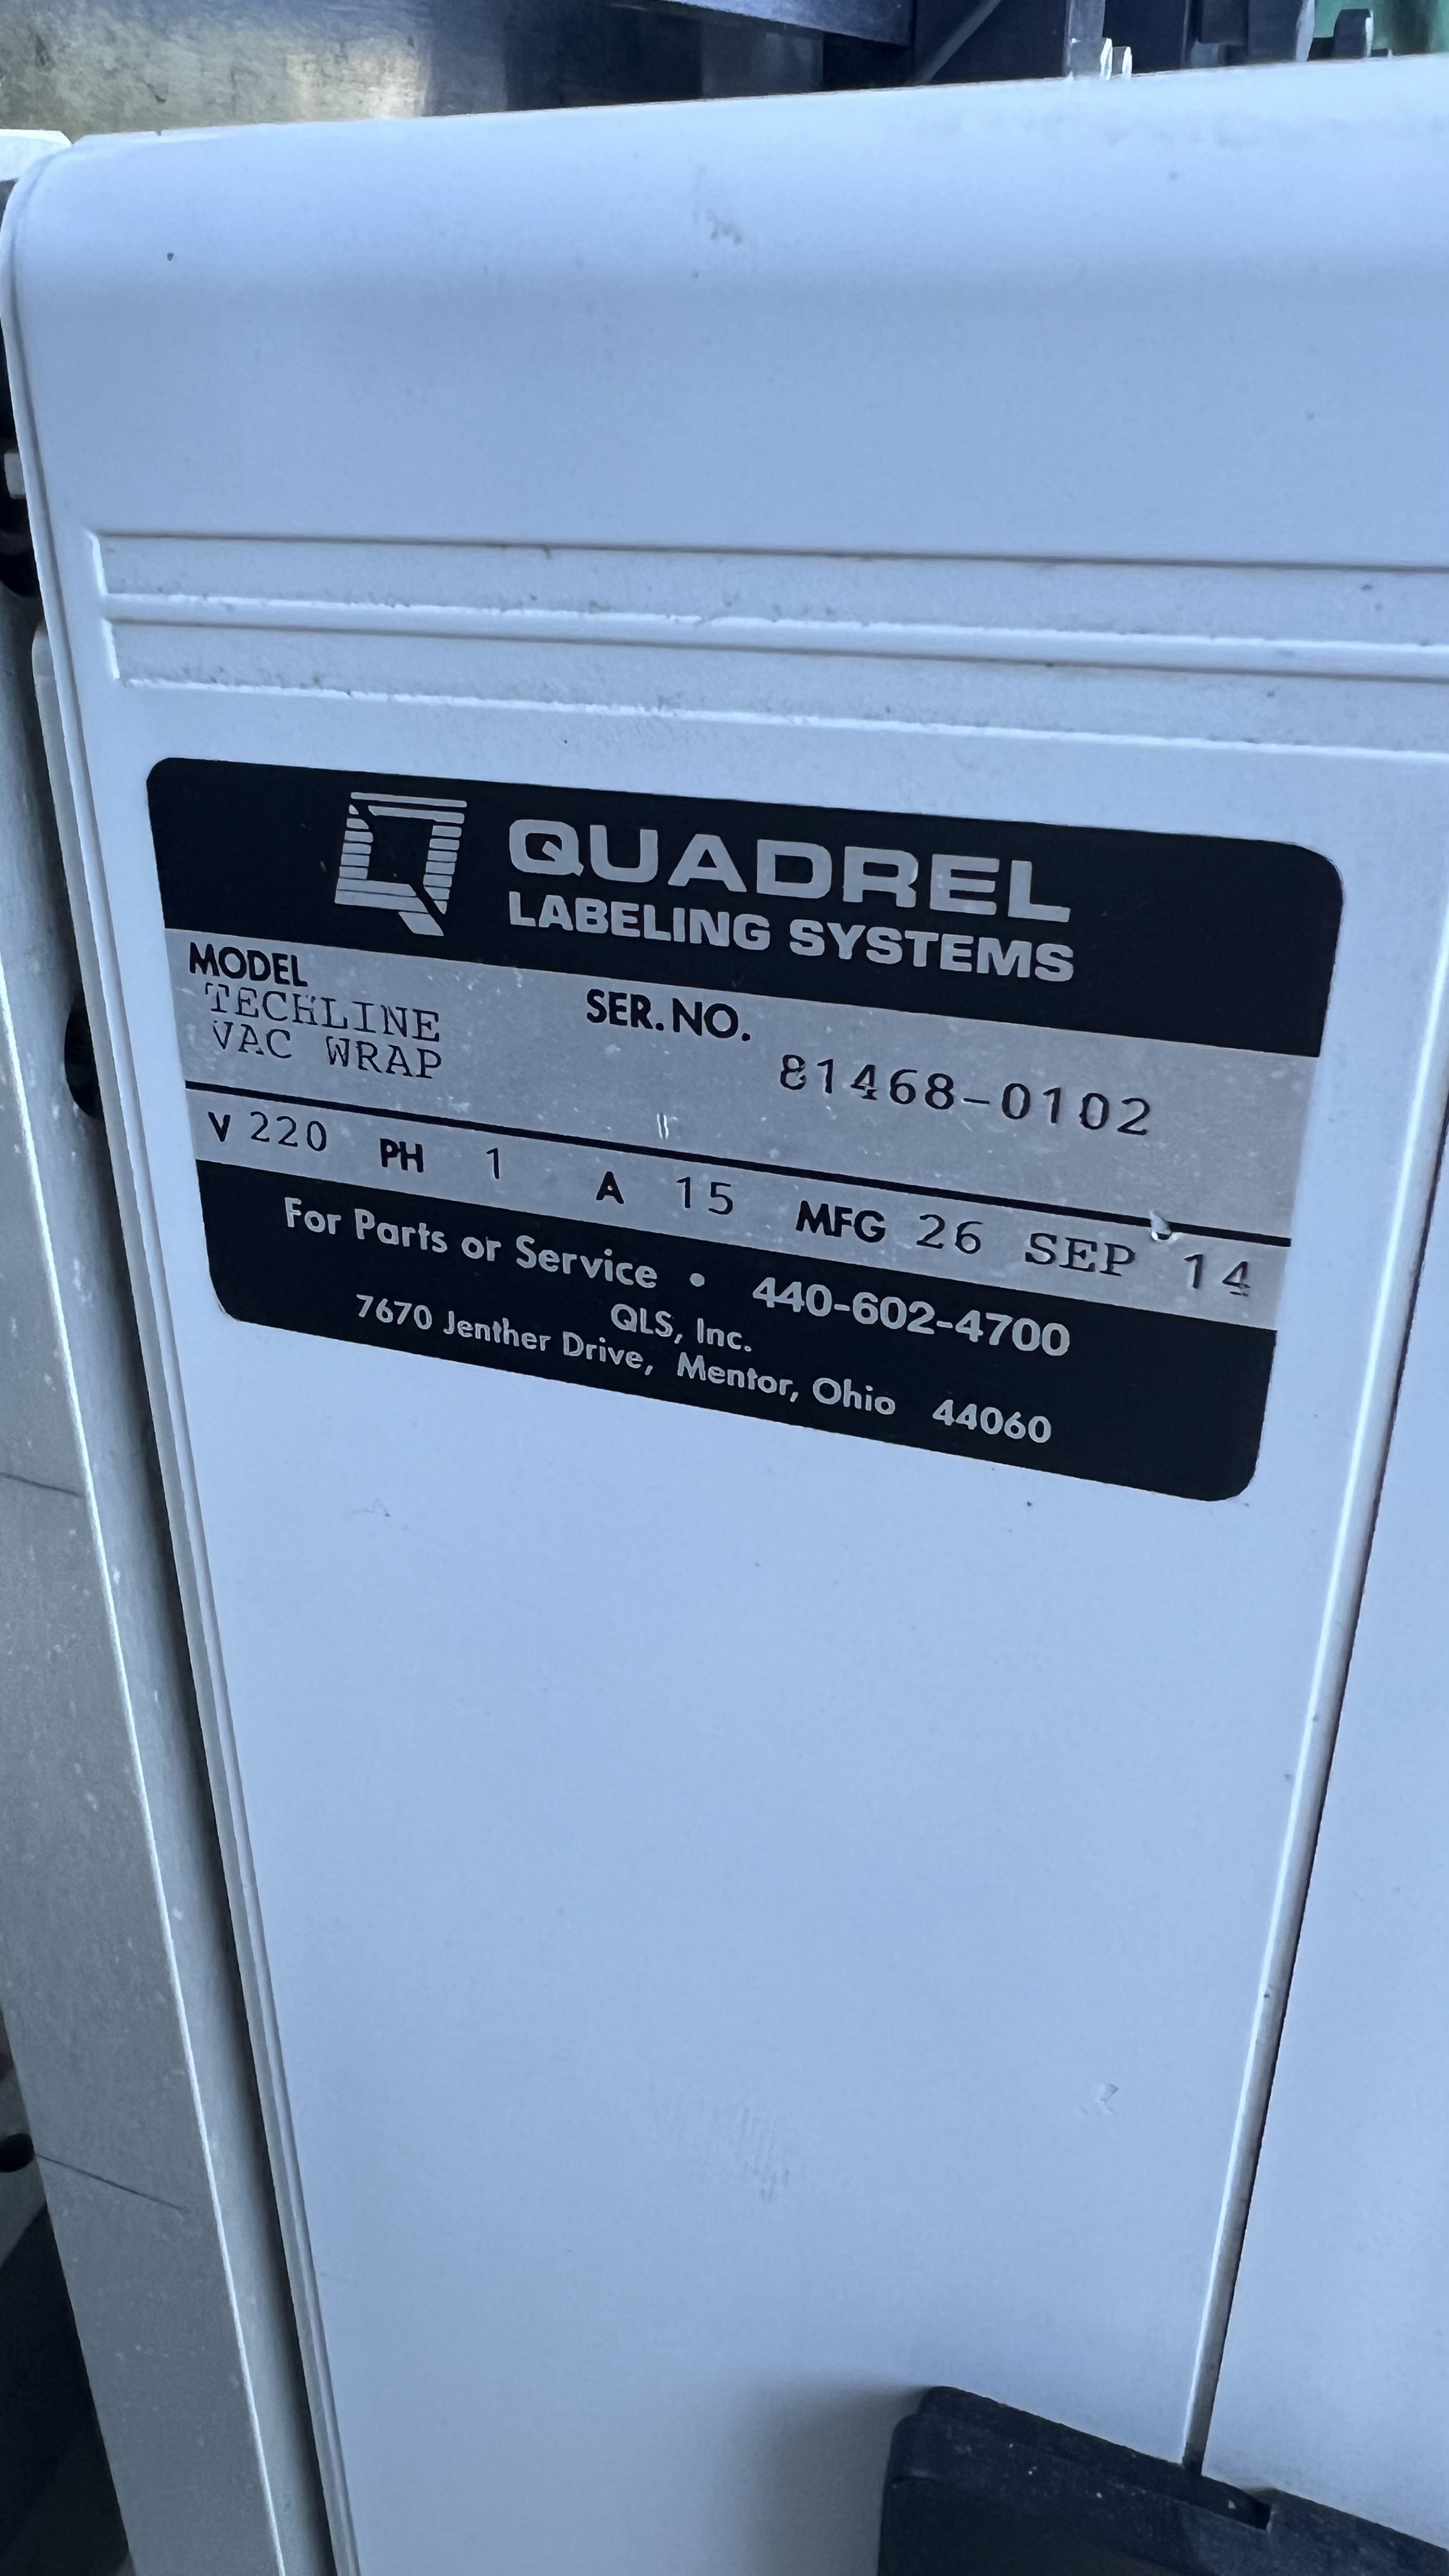 QUADREL
LABELING SYSTEMS
MODEL
TECHLINE
VAC WRAP
SER. NO.
81468-0102
V 220 PH 1 A 15 MFG 26 SEP 14
For Parts or Service • 440-602-4700
QLS, Inc.
7670 Jenther Drive, Mentor, Ohio 44060